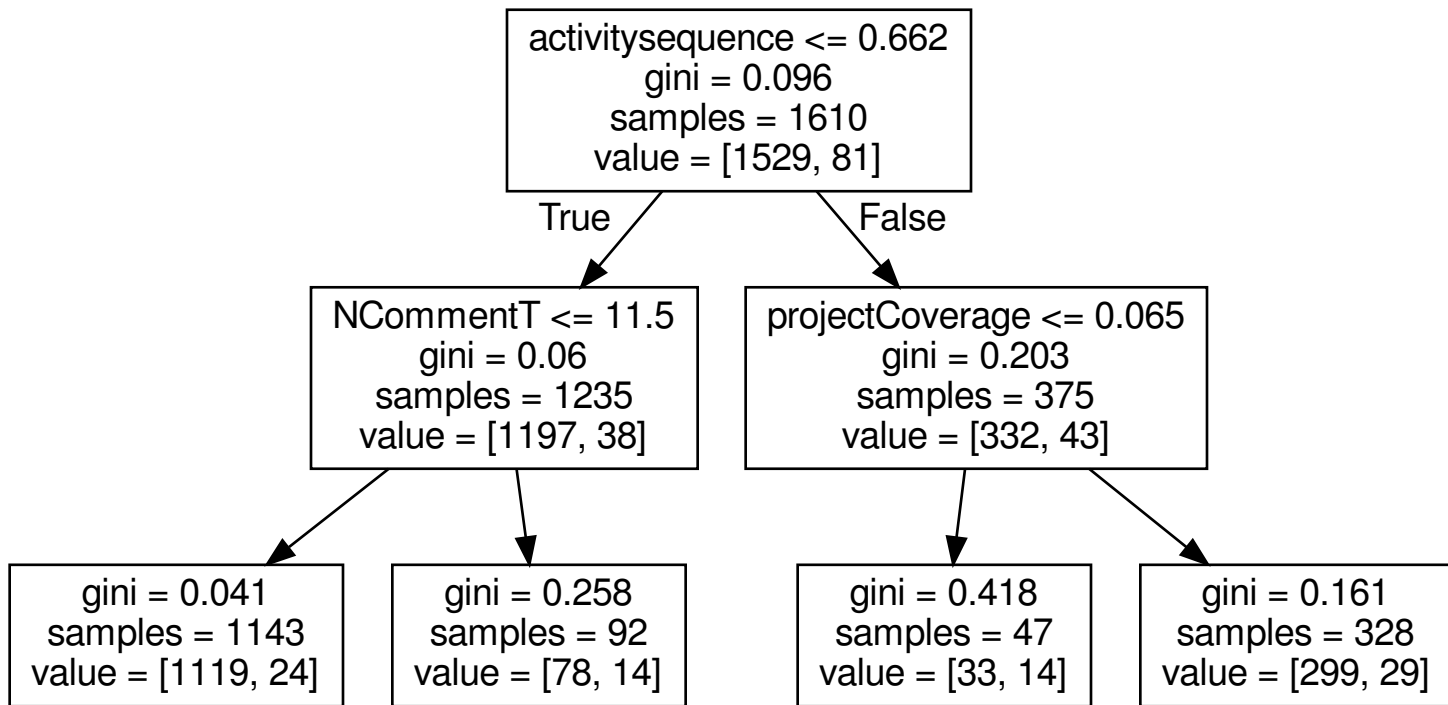 activitysequence <= 0.662
gini = 0.096
samples = 1610
value = [1529, 81]
True
False
NCommentT <= 11.5
gini = 0.06
samples = 1235
value = [1197, 38]
projectCoverage <= 0.065
gini = 0.203
samples = 375
value = [332, 43]
gini = 0.041
samples = 1143
value = [1119, 24]
gini = 0.258
samples = 92
value = [78, 14]
gini = 0.418
samples = 47
value = [33, 14]
gini = 0.161
samples = 328
value = [299, 29]